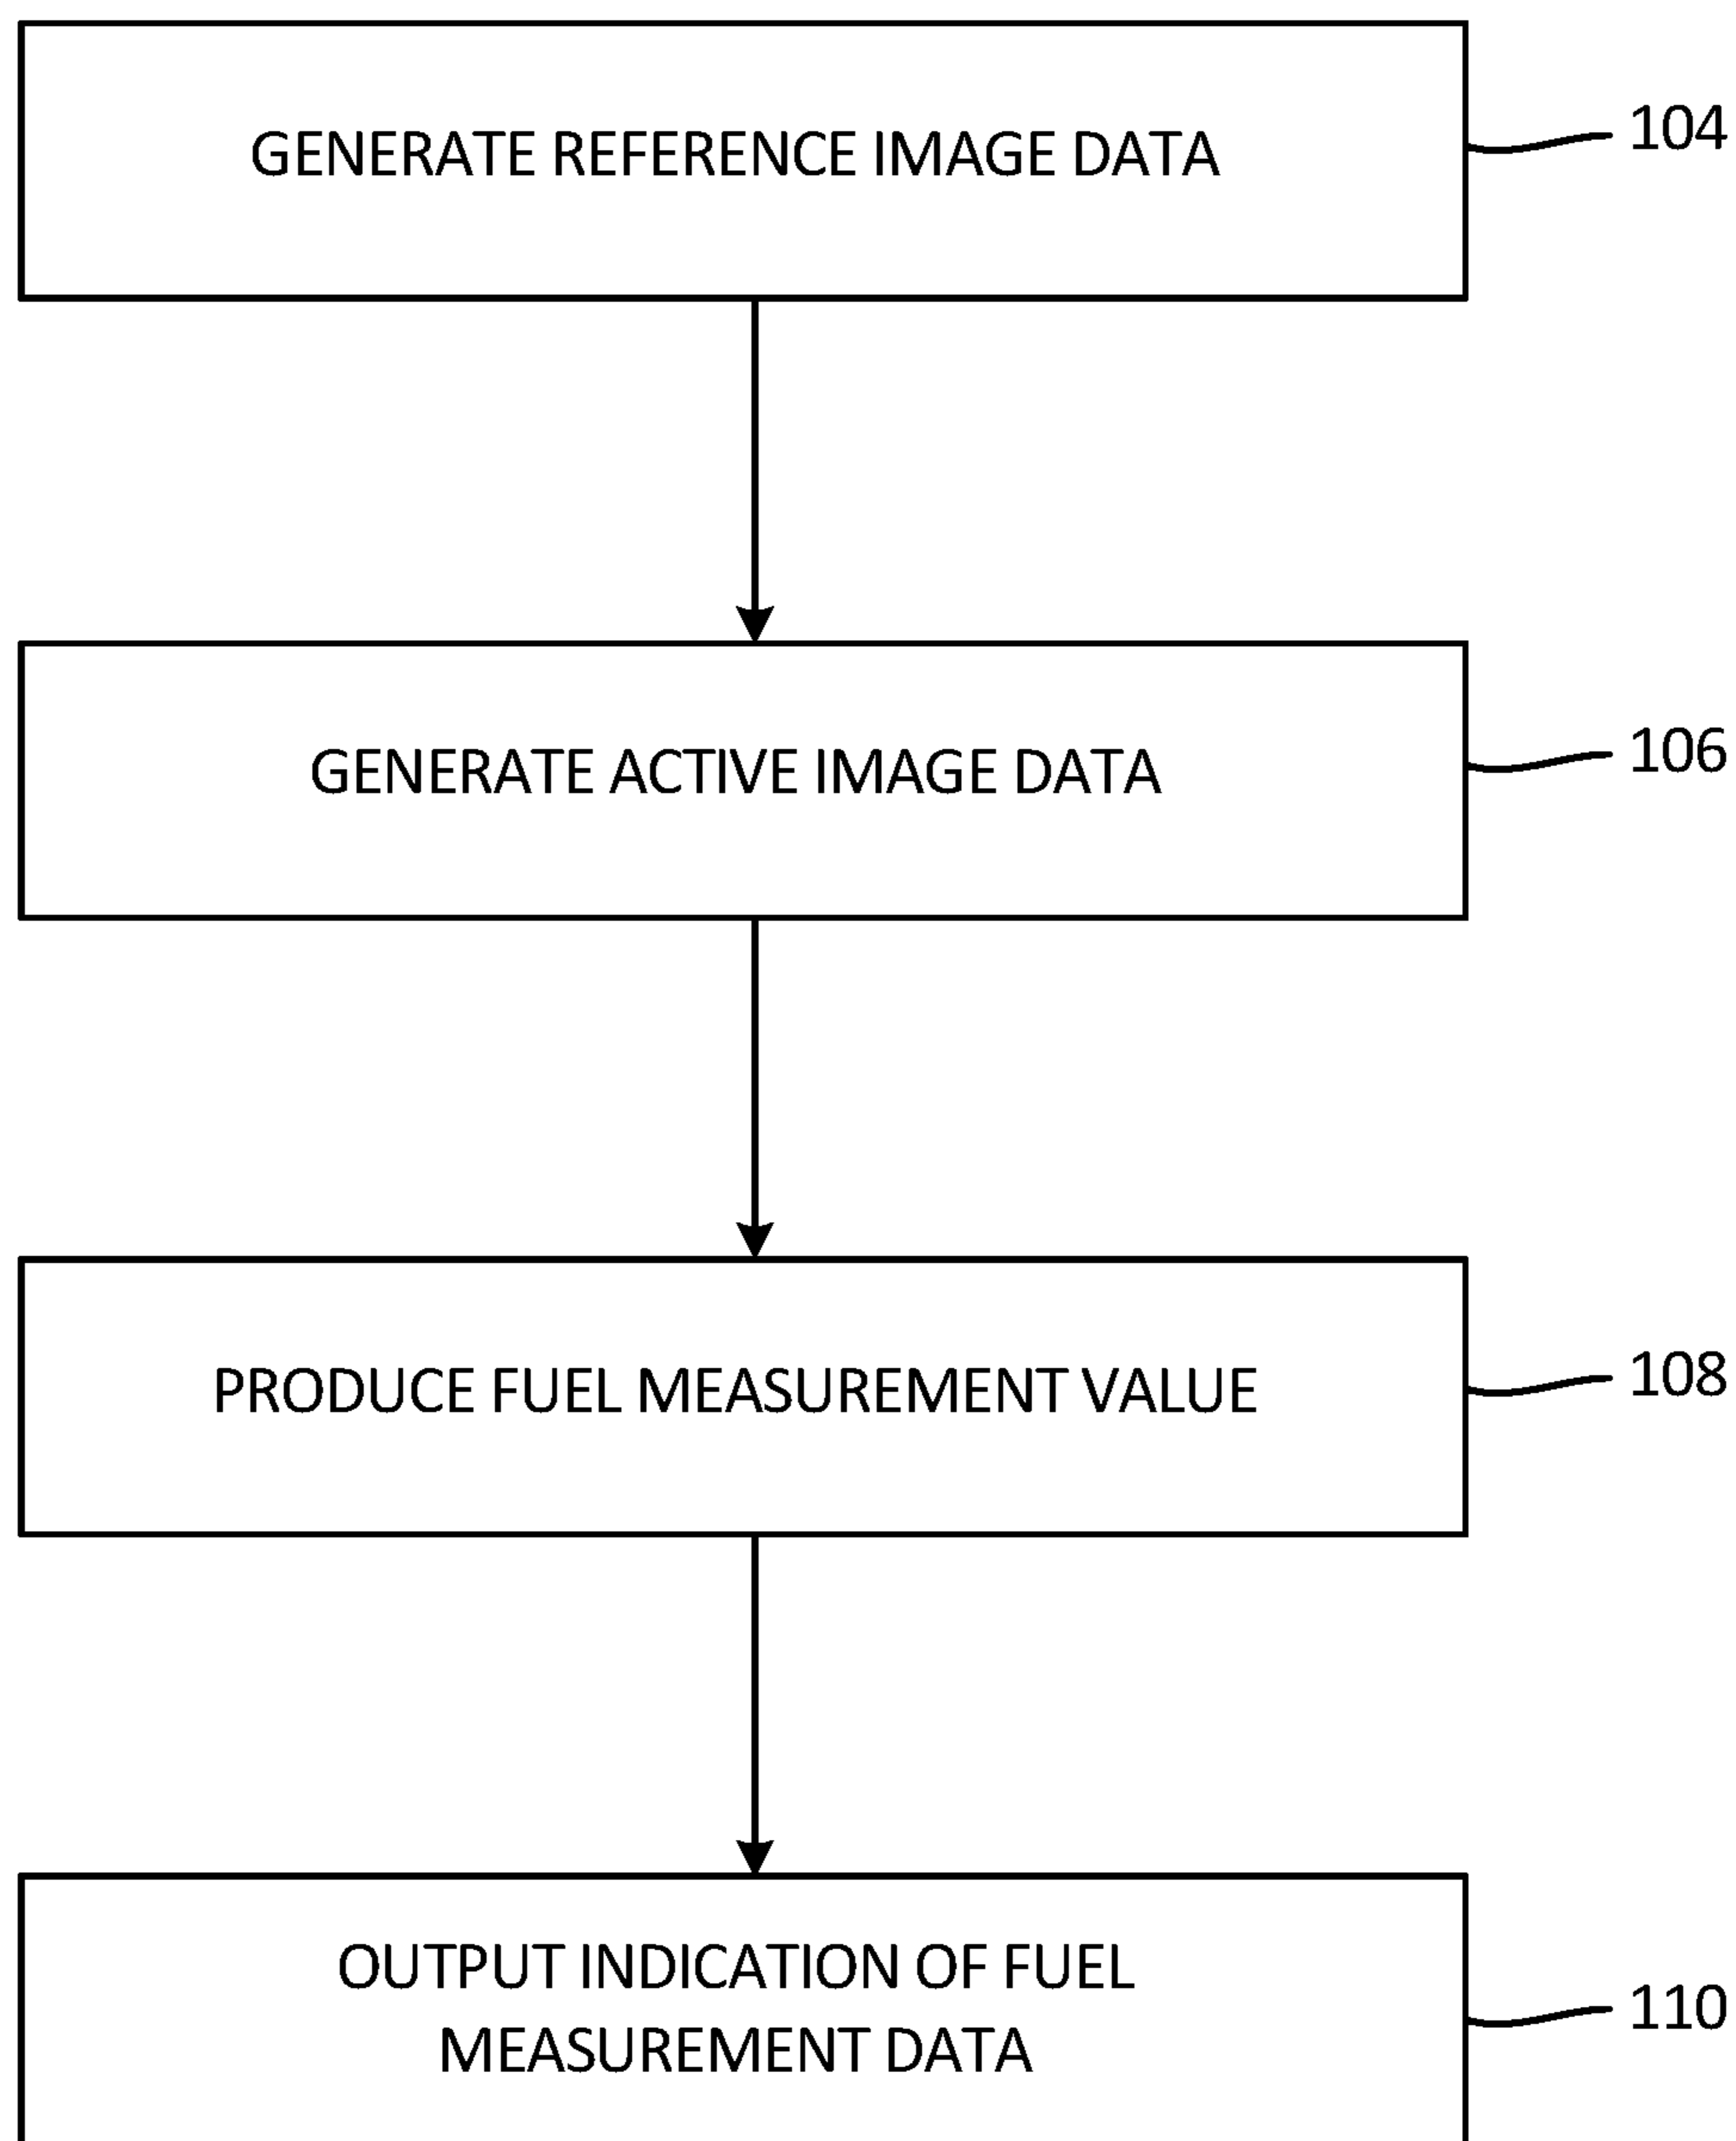 GENERATE REFERENCE IMAGE DATA
104
GENERATE ACTIVE IMAGE DATA
106
PRODUCE FUEL MEASUREMENT VALUE
108
OUTPUT INDICATION OF FUEL
MEASUREMENT DATA
110